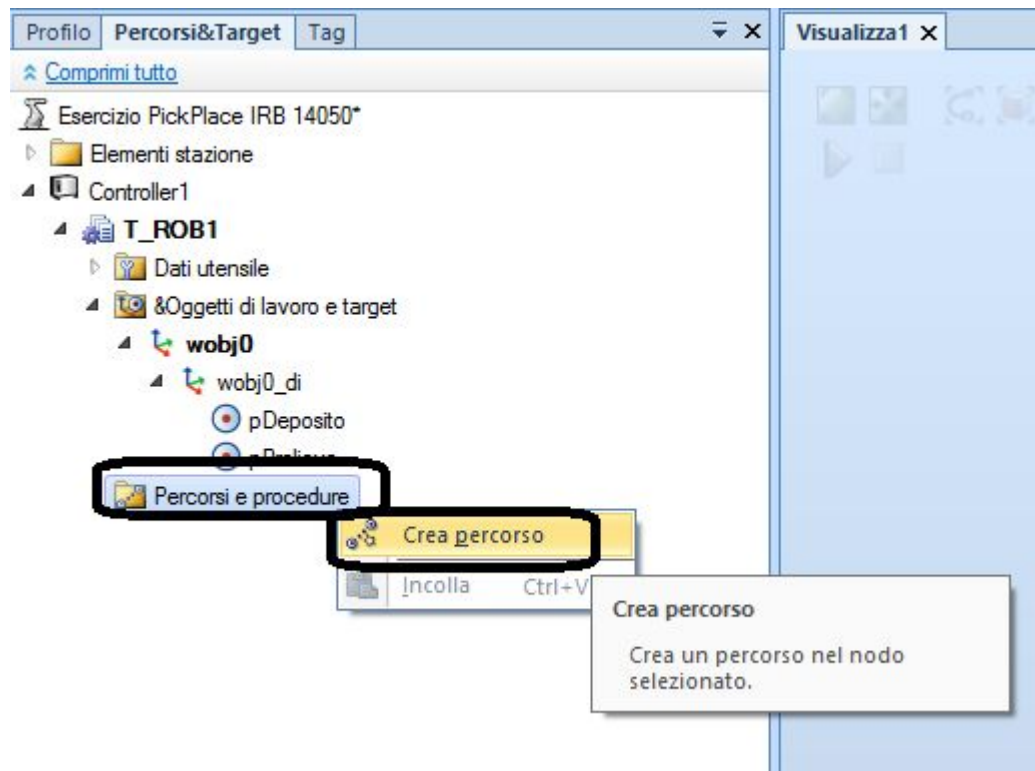 Profilo Percorsi&Target Tag
Visualizza1
Comprimi tutto
Esercizio PickPlace IRB 14050*
Elementi stazione
Controller1
T_ROB1
Dati utensile
&Oggetti di lavoro e target
wobj0
wobj0_di
pDeposito
Percorsi e procedure
Crea percorso
Incolla Ctrl+V
Crea percorso
Crea un percorso nel nodo
selezionato.